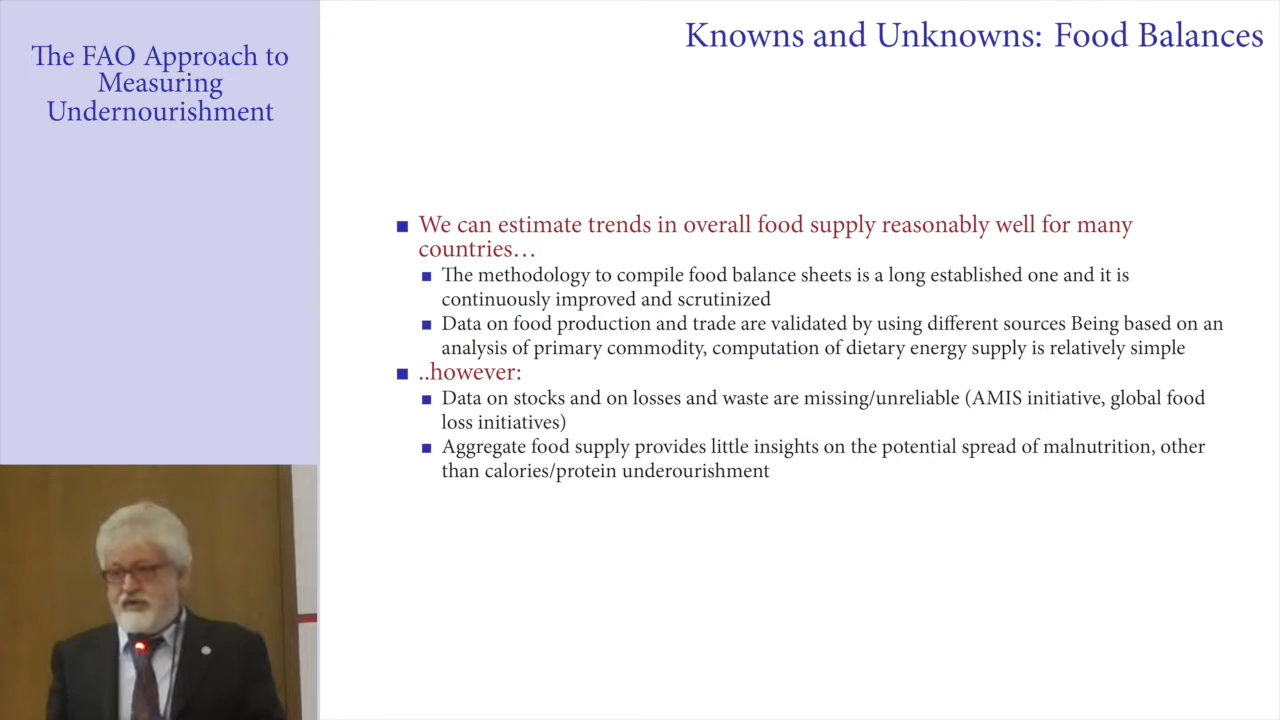 The FAO Approach to
Measuring
Undernourishment
Knowns and Unknowns: Food Balances
We can estimate trends in overall food supply reasonably well for many
countries…
The methodology to compile food balance sheets is a long established one and it is
continuously improved and scrutinized
Data on food production and trade are validated by using different sources Being based on an
analysis of primary commodity, computation of dietary energy supply is relatively simple
..however:
Data on stocks and on losses and waste are missing/unreliable (AMIS initiative, global food
loss initiatives)
Aggregate food supply provides little insights on the potential spread of malnutrition, other
than calories/protein underourishment